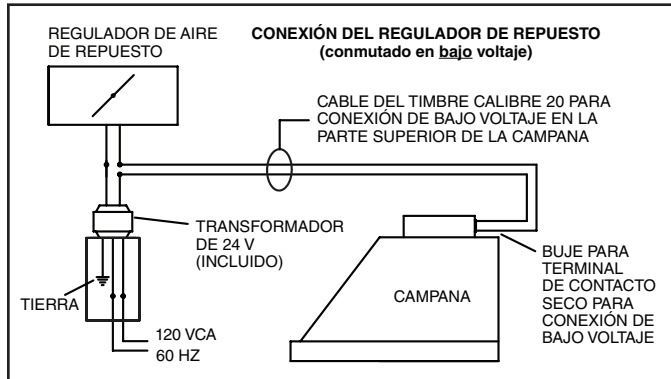 REGULADOR DE AIRE
DE REPUESTO
CONEXIÓN DEL REGULADOR DE REPUESTO
(conmutado en bajo voltaje)
CABLE DEL TIMBRE CALIBRE 20 PARA
CONEXIÓN DE BAJO VOLTAJE EN LA
PARTE SUPERIOR DE LA CAMPANA
TRANSFORMADOR
DE 24 V
(INCLUIDO)
TIERRA
120 VCA
60 HZ
CAMPANA
BUJE PARA
TERMINAL
DE CONTACTO
SECO PARA
CONEXIÓN DE
BAJO VOLTAJE